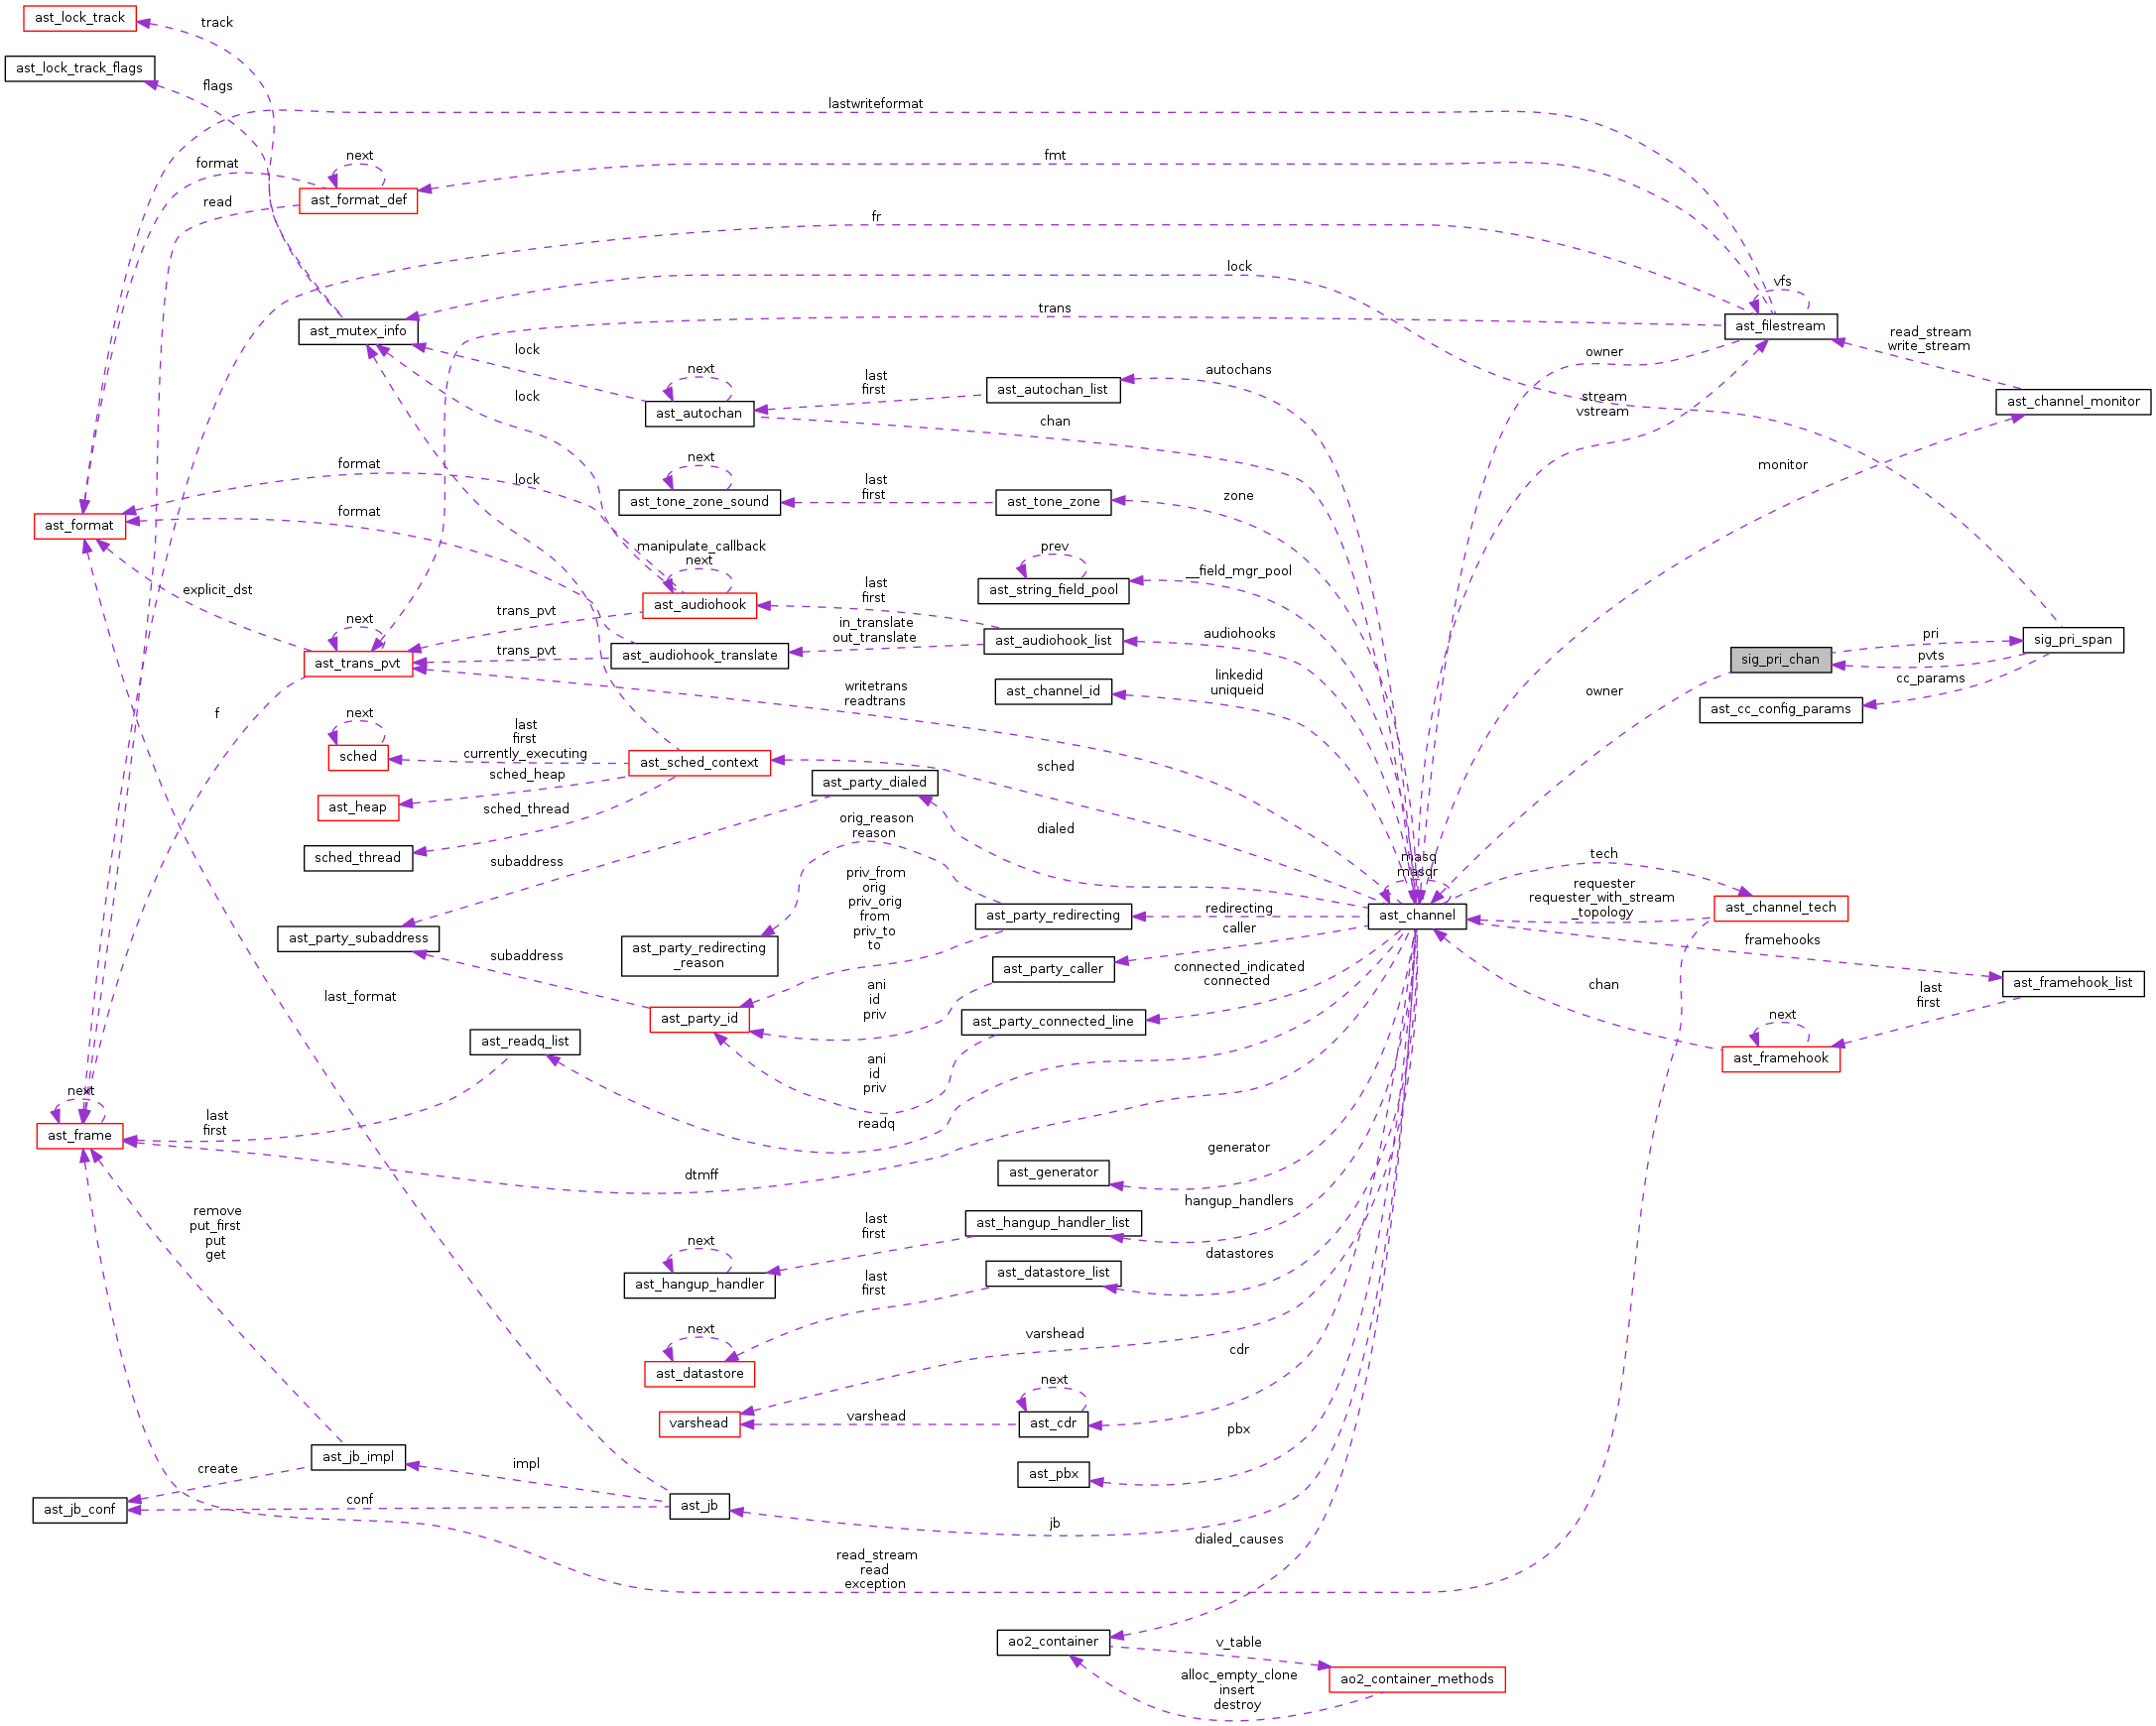 ast_lock_track
track
ast_lock_track_flags
flags
lastwriteformat
format
next
fmt
read
ast_format_def
fr
lock
vfs
trans
ast_mutex_info
ast_filestream
read_stream
write_stream
lock
owner
autochans
next
last
first
ast_autochan_list
lock
stream
vstream
ast_channel_monitor
ast_autochan
chan
next
format
monitor
last
first
lock
zone
ast_tone_zone_sound
ast_tone_zone
format
ast_format
manipulate_callback
next
prev
__field_mgr_pool
explicit_dst
last
first
ast_string_field_pool
trans_pvt
ast_audiohook
next
in_translate
out_translate
audiohooks
ast_audiohook_list
pri
sig_pri_span
trans_pvt
ast_audiohook_translate
ast_trans_pvt
sig_pri_chan
pvts
cc_params
linkedid
uniqueid
writetrans
readtrans
ast_channel_id
owner
ast_cc_config_params
f
next
last
first
currently_executing
sched
ast_sched_context
sched
sched_heap
ast_party_dialed
ast_heap
sched_thread
orig_reason
reason
dialed
sched_thread
subaddress
masq
masqr
tech
priv_from
orig
priv_orig
from
priv_to
to
requester
requester_with_stream
_topology
ast_party_redirecting
redirecting
ast_channel
ast_channel_tech
ast_party_subaddress
ast_party_redirecting
_reason
caller
framehooks
subaddress
ast_party_caller
connected_indicated
connected
ast_framehook_list
last_format
ani
id
priv
chan
last
first
ast_party_id
ast_party_connected_line
next
ast_readq_list
ani
id
priv
ast_framehook
next
last
first
readq
ast_frame
generator
dtmff
ast_generator
remove
put_first
put
get
hangup_handlers
last
first
ast_hangup_handler_list
next
datastores
ast_hangup_handler
last
first
ast_datastore_list
next
varshead
cdr
ast_datastore
next
varshead
varshead
ast_cdr
pbx
ast_jb_impl
create
impl
ast_pbx
conf
ast_jb_conf
ast_jb
jb
dialed_causes
read_stream
read
exception
ao2_container
v_table
alloc_empty_clone
insert
destroy
ao2_container_methods